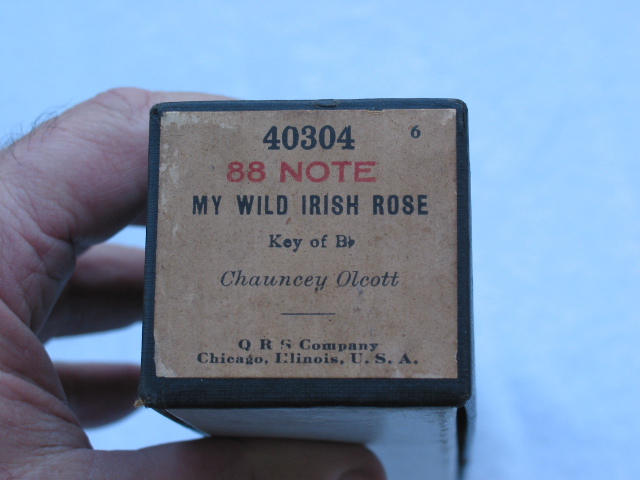 40304 6
88 NOTE
MY WILD IRISH ROSE
Key of B♭
Chauncey Olcott
Q R S Company
Chicago, Illinois, U. S. A.